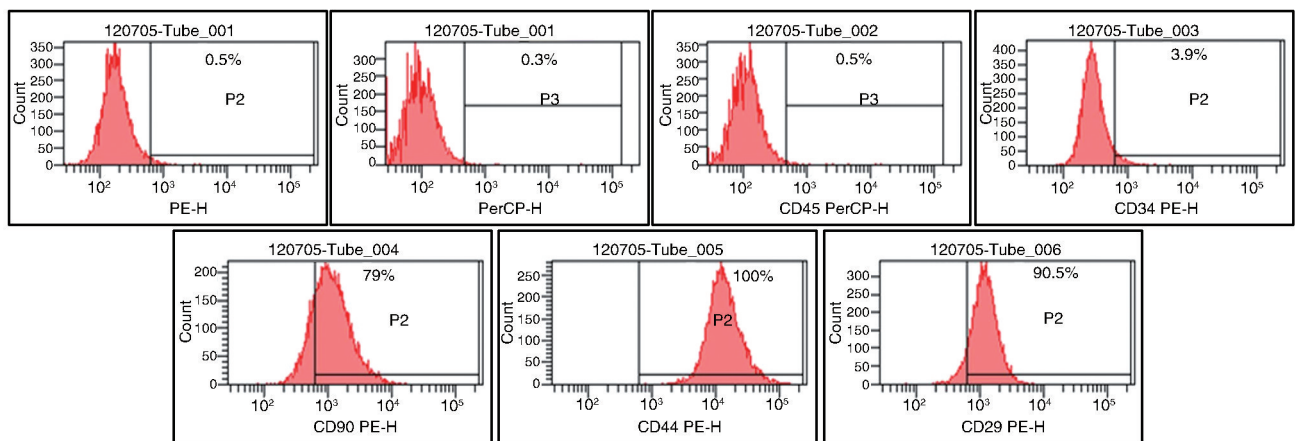 120705-Tube_001
350
300
250
200
150
100
50
0
Count
0.5%
P2
10² 10³ 10⁴ 10⁵
PE-H
120705-Tube_001
300
250
200
150
100
50
0
Count
0.3%
P3
10² 10³ 10⁴ 10⁵
PerCP-H
120705-Tube_002
350
300
250
200
150
100
50
0
Count
0.5%
P3
10² 10³ 10⁴ 10⁵
CD45 PerCP-H
120705-Tube_003
400
350
300
250
200
150
100
50
0
Count
3.9%
P2
10² 10³ 10⁴ 10⁵
CD34 PE-H
120705-Tube_004
200
150
100
50
0
Count
79%
P2
10² 10³ 10⁴ 10⁵
CD90 PE-H
120705-Tube_005
250
200
150
100
50
0
Count
100%
P2
10² 10³ 10⁴ 10⁵
CD44 PE-H
120705-Tube_006
300
250
200
150
100
50
0
Count
90.5%
P2
10² 10³ 10⁴ 10⁵
CD29 PE-H